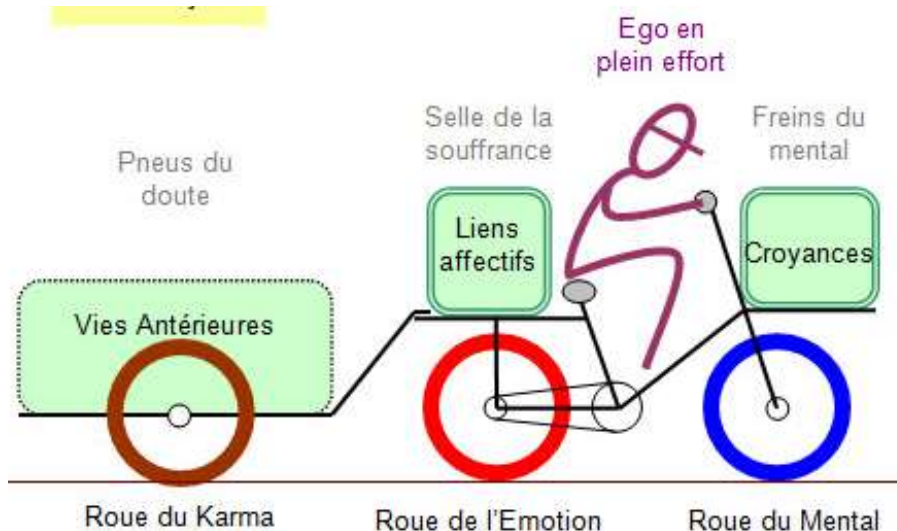 Ego en
plein effort
Selle de la
souffrance
Freins du
mental
Pneus du
doute
Liens
affectifs
Croyances
Vies Antérieures
Roue du Karma
Roue de l'Emotion
Roue du Mental